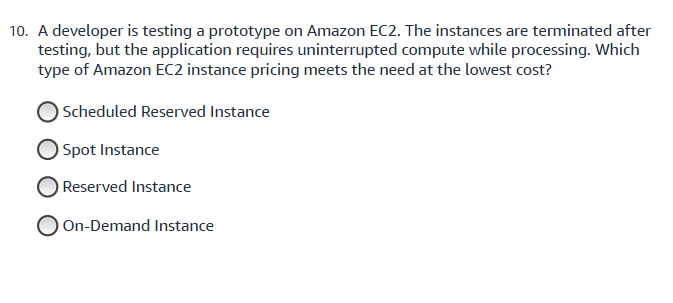 10. A developer is testing a prototype on Amazon EC2. The instances are terminated after
testing, but the application requires uninterrupted compute while processing. Which
type of Amazon EC2 instance pricing meets the need at the lowest cost?
Scheduled Reserved Instance
Spot Instance
Reserved Instance
On-Demand Instance